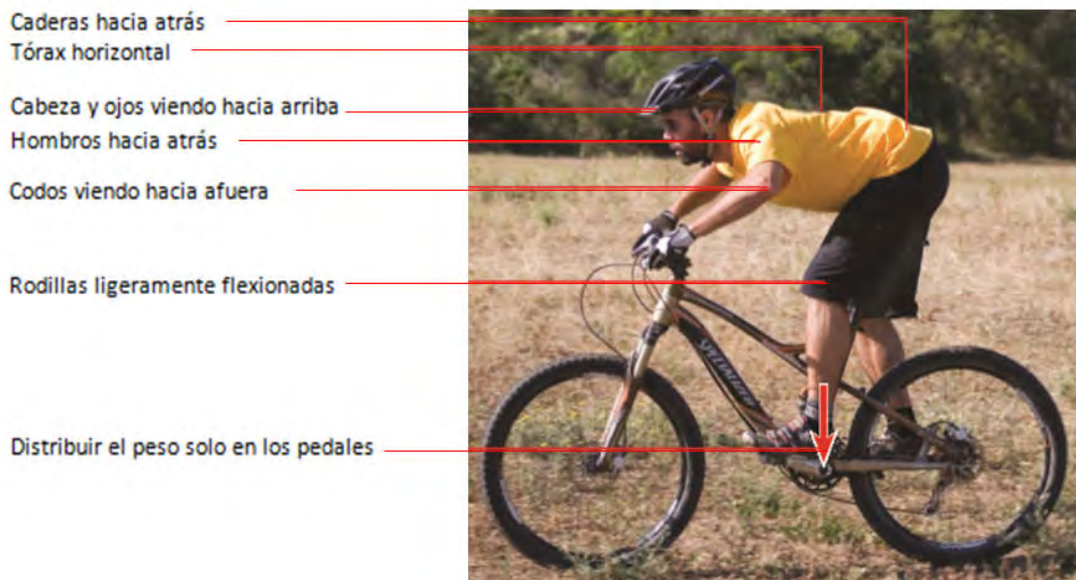 Caderas hacia atrás
Tórax horizontal
Cabeza y ojos viendo hacia arriba
Hombros hacia atrás
Codos viendo hacia afuera
Rodillas ligeramente flexionadas
SPECIALIZED
Distribuir el peso solo en los pedales